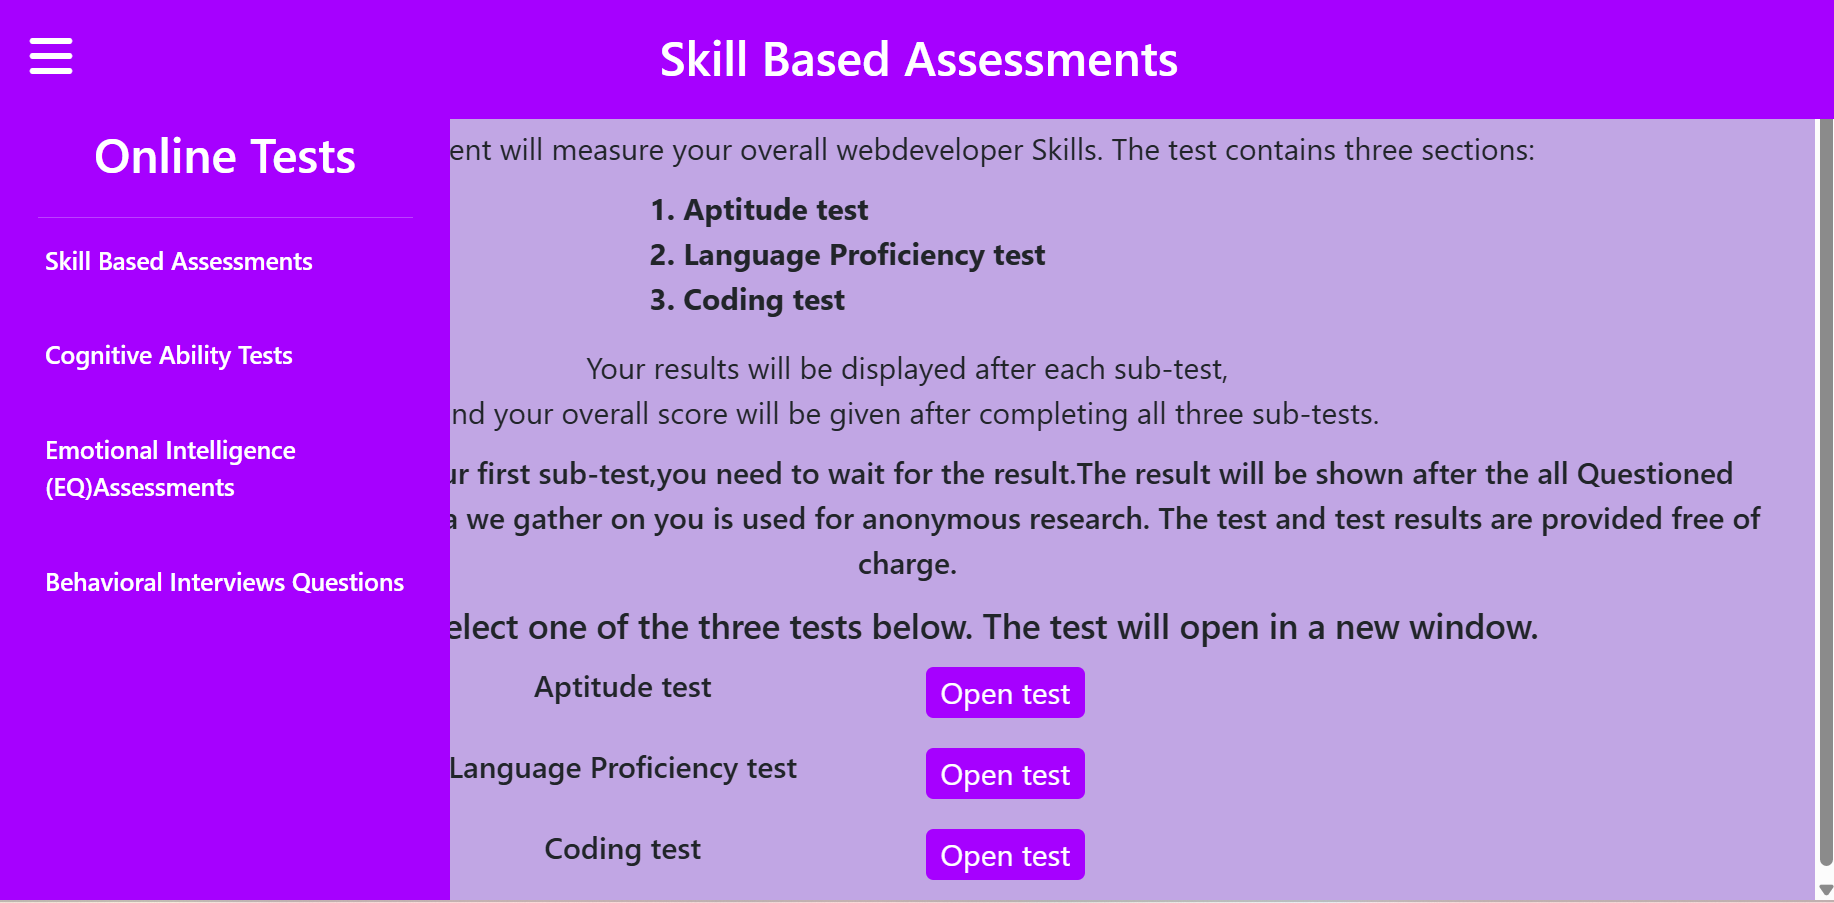 Skill Based Assessments
Online Tests
Skill Based Assessments
Cognitive Ability Tests
Emotional Intelligence
(EQ)Assessments
Behavioral Interviews Questions
will measure your overall webdeveloper Skills. The test contains three sections:
1. Aptitude test
2. Language Proficiency test
3. Coding test
Your results will be displayed after each sub-test,
your overall score will be given after completing all three sub-tests.
first sub-test,you need to wait for the result.The result will be shown after the all Questioned
we gather on you is used for anonymous research. The test and test results are provided free of
charge.
one of the three tests below. The test will open in a new window.
Aptitude test
Open test
Language Proficiency test
Open test
Coding test
Open test